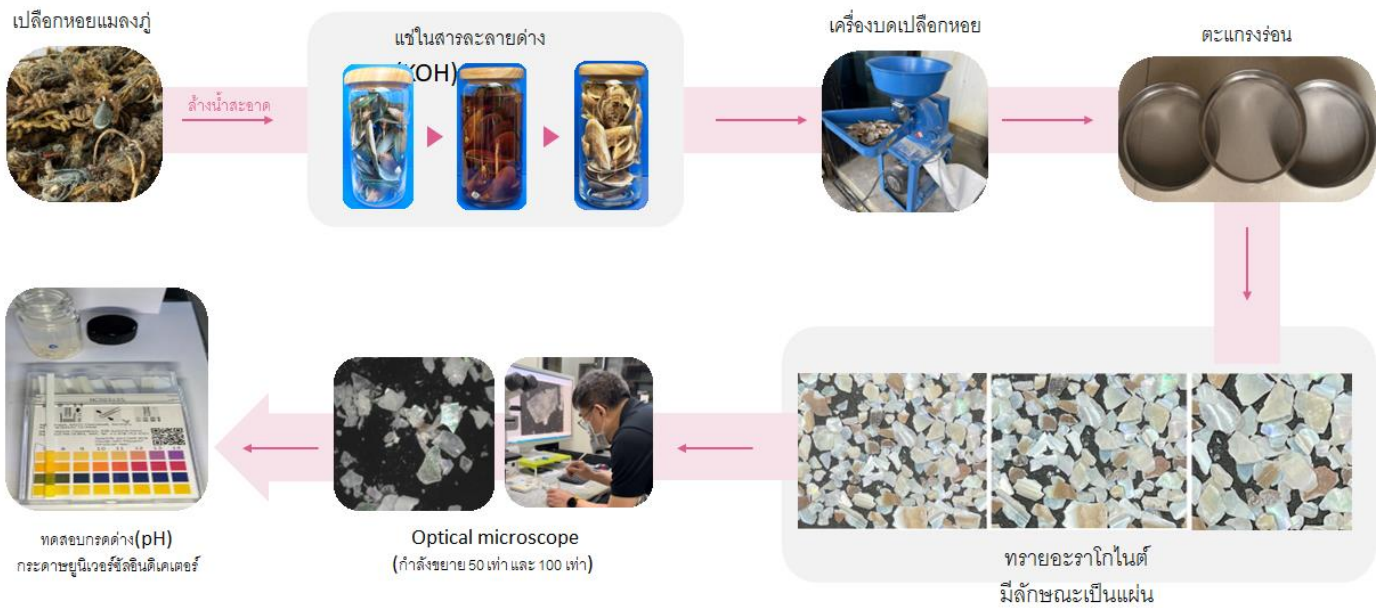 เปลือกหอยแมลงภู่
ล้างน้ำสะอาด
แช่ในสารละลายด่าง
(KOH)
เครื่องบดเปลือกหอย
ตะแกรงร่อน
ทรายอะราโกไนต์
มีลักษณะเป็นแผ่น
Optical microscope
(กำลังขยาย 50 เท่า และ 100 เท่า)
ทดสอบกรดด่าง(pH)
กระดาษยูนิเวอร์ซัลอินดิเคเตอร์